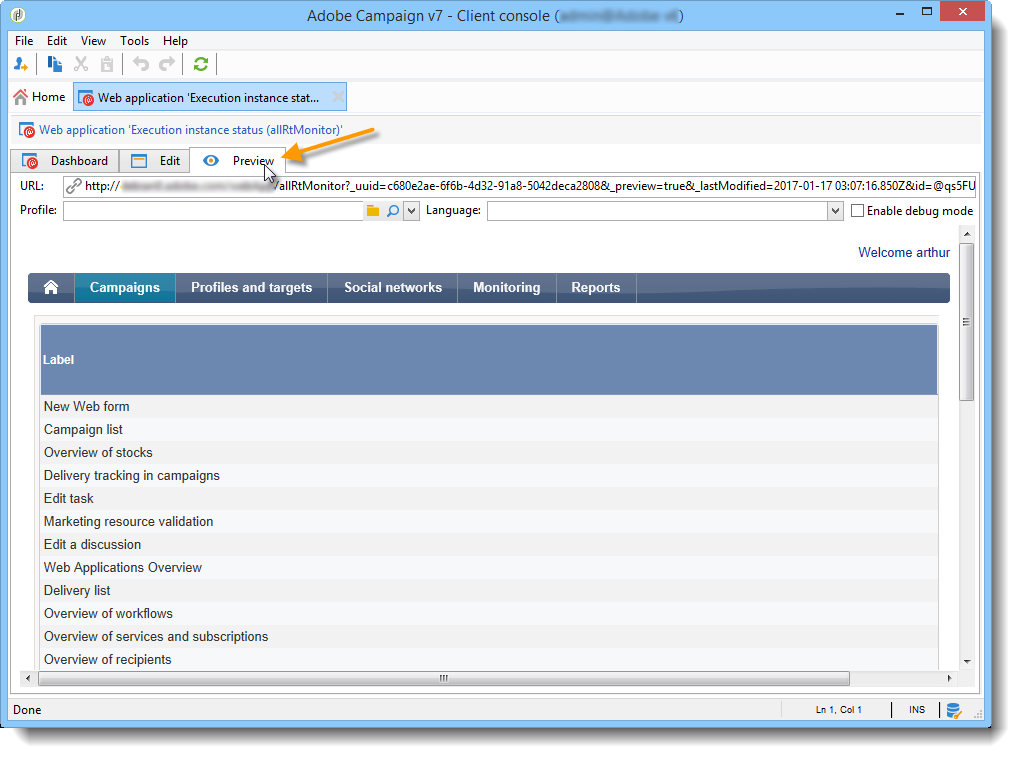 Adobe Campaign v7 - Client console (
File Edit View Tools Help
Home Web application 'Execution instance stat...
Web application 'Execution instance status (allRtMonitor)'
Dashboard Edit Preview
URL: http:// /allRtMonitor?_uuid=c680e2ae-6f6b-4d32-91a8-5042deca2808&_preview=true&_lastModified=2017-01-17 03:07:16.850Z&id=@qs5FU
Profile: Language: Enable debug mode
Welcome arthur
Campaigns Profiles and targets Social networks Monitoring Reports
Label
New Web form
Campaign list
Overview of stocks
Delivery tracking in campaigns
Edit task
Marketing resource validation
Edit a discussion
Web Applications Overview
Delivery list
Overview of workflows
Overview of services and subscriptions
Overview of recipients
Done Ln 1, Col 1 INS